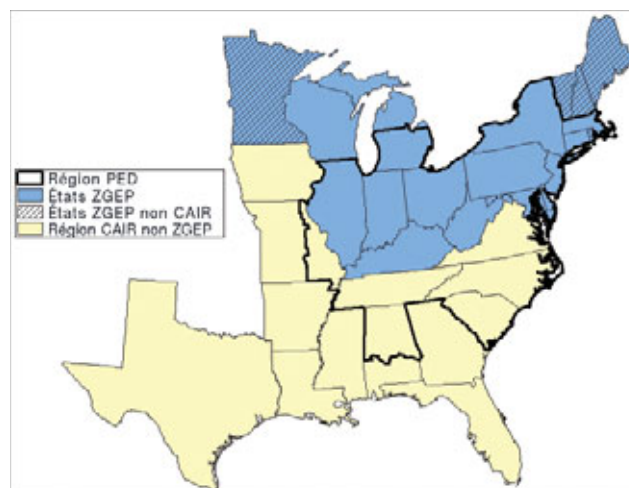 Région PED
États ZGEP
États ZGEP non CAIR
Région CAIR non ZGEP